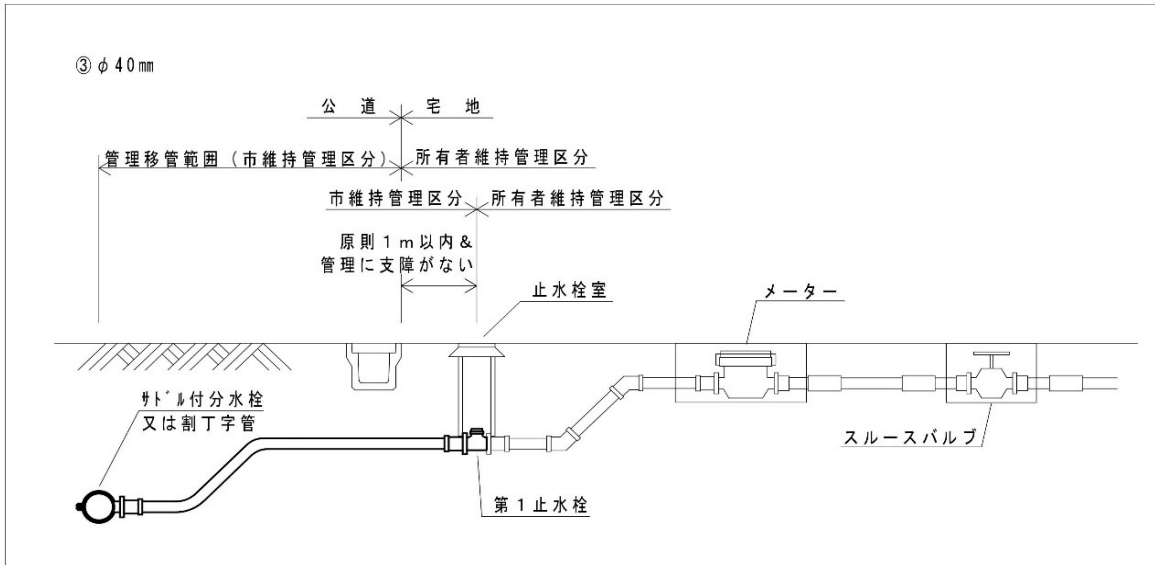 ③φ40㎜
公 道 宅 地
管理移管範囲(市維持管理区分) 所有者維持管理区分
市維持管理区分 所有者維持管理区分
原則1m以内&
管理に支障がない
止水栓室
メーター
サドル付分水栓
又は割丁字管
スルースバルブ
第1止水栓